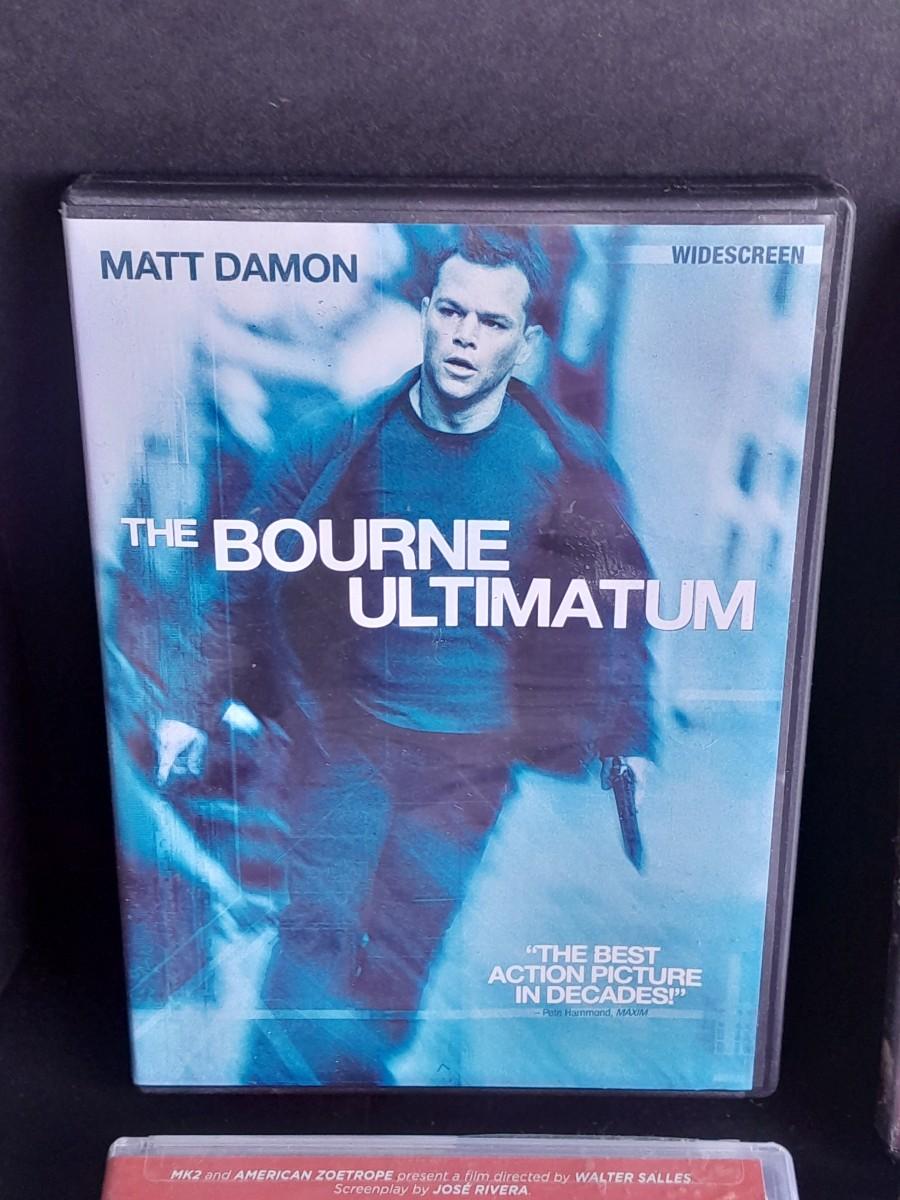 MATT DAMON
WIDESCREEN
THE BOURNE
ULTIMATUM
“THE BEST
ACTION PICTURE
IN DECADES!”
– Pete Hammond, MAXIM
MK2 and AMERICAN ZOETROPE present a film directed by WALTER SALLES
Screenplay by JOSÉ RIVERA.